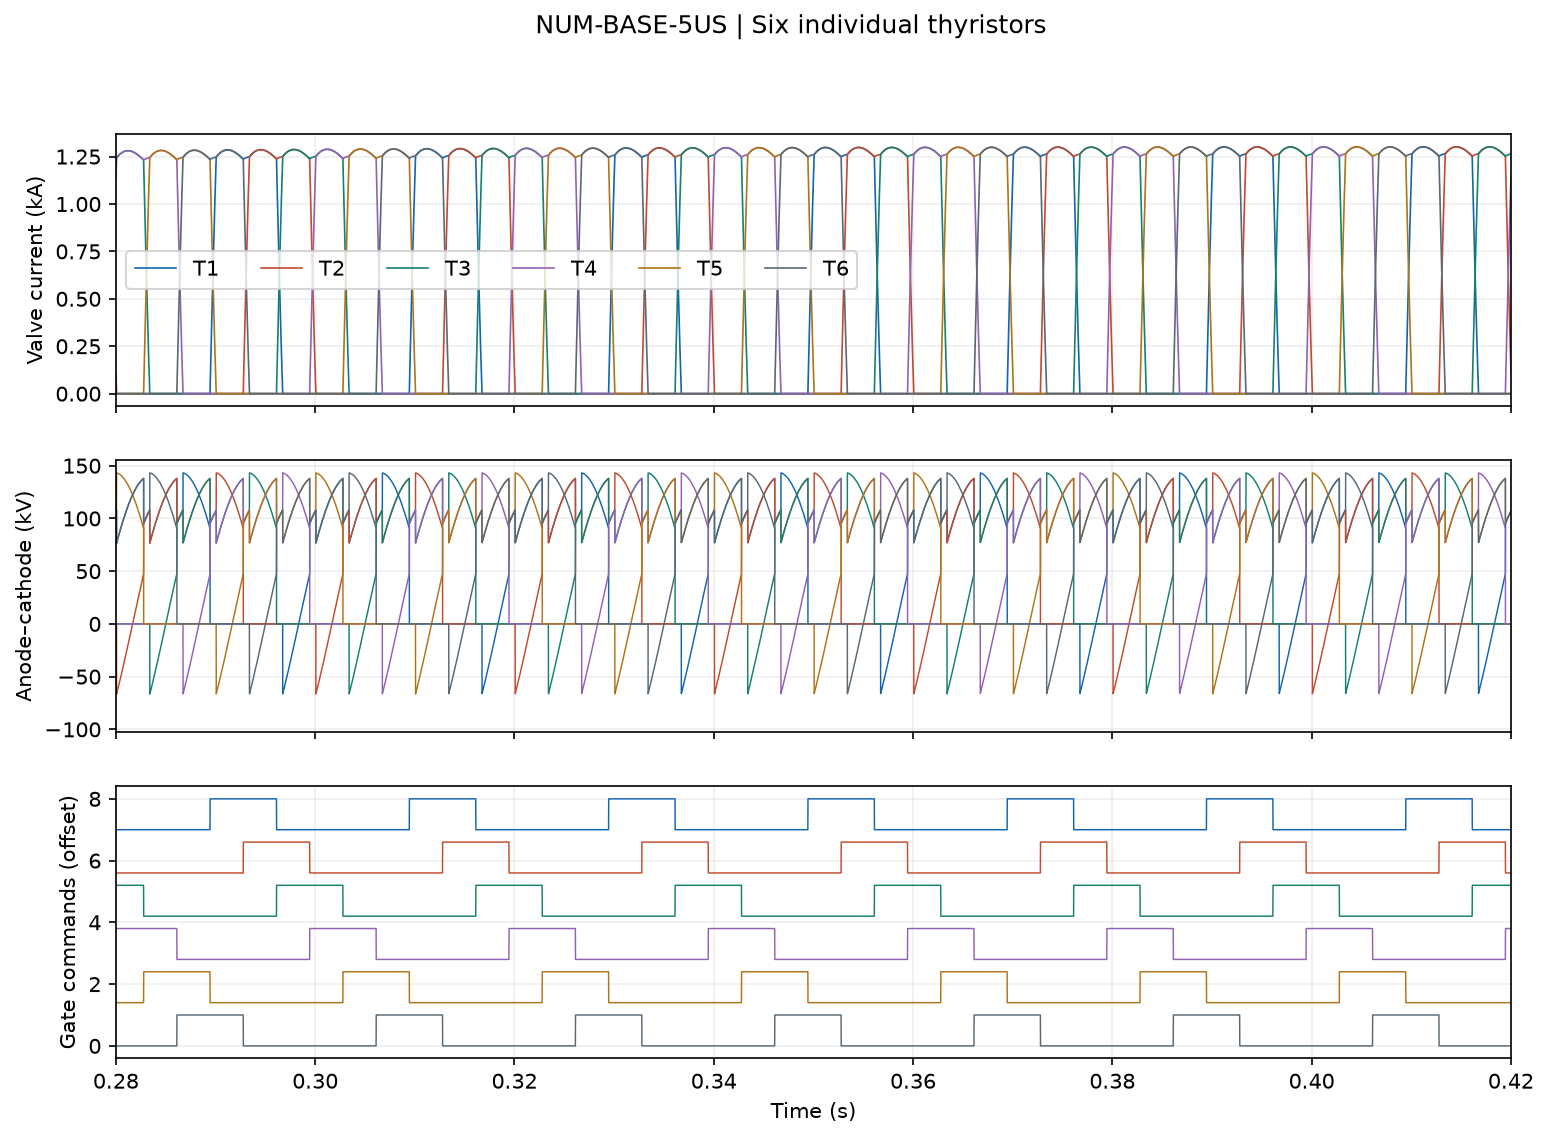 NUM-BASE-5US | Six individual thyristors
Valve current (kA)
1.25
1.00
0.75
0.50
0.25
0.00
T1 T2 T3 T4 T5 T6
Anode–cathode (kV)
150
100
50
0
−50
−100
Gate commands (offset)
8
6
4
2
0
0.28 0.30 0.32 0.34 0.36 0.38 0.40 0.42
Time (s)